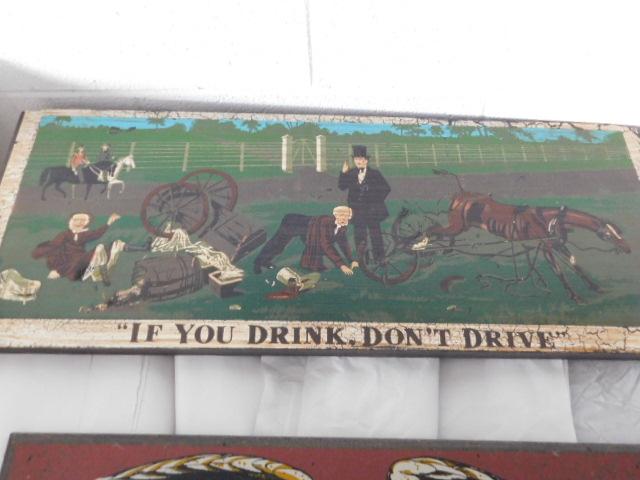 "IF YOU DRINK, DON'T DRIVE"